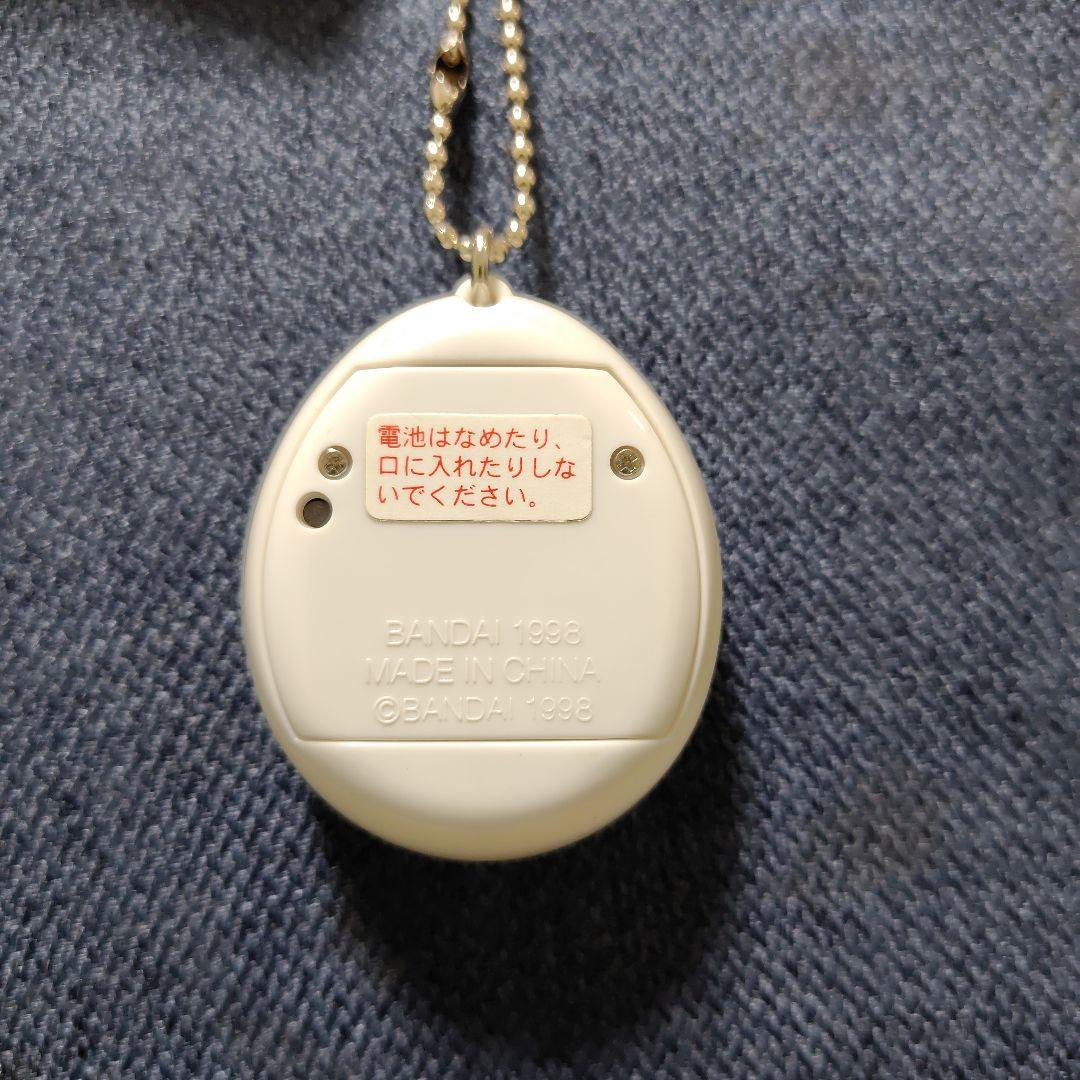 電池はなめたり、
口に入れたりしな
いでください。
BANDAI 1998
MADE IN CHINA
©BANDAI 1998